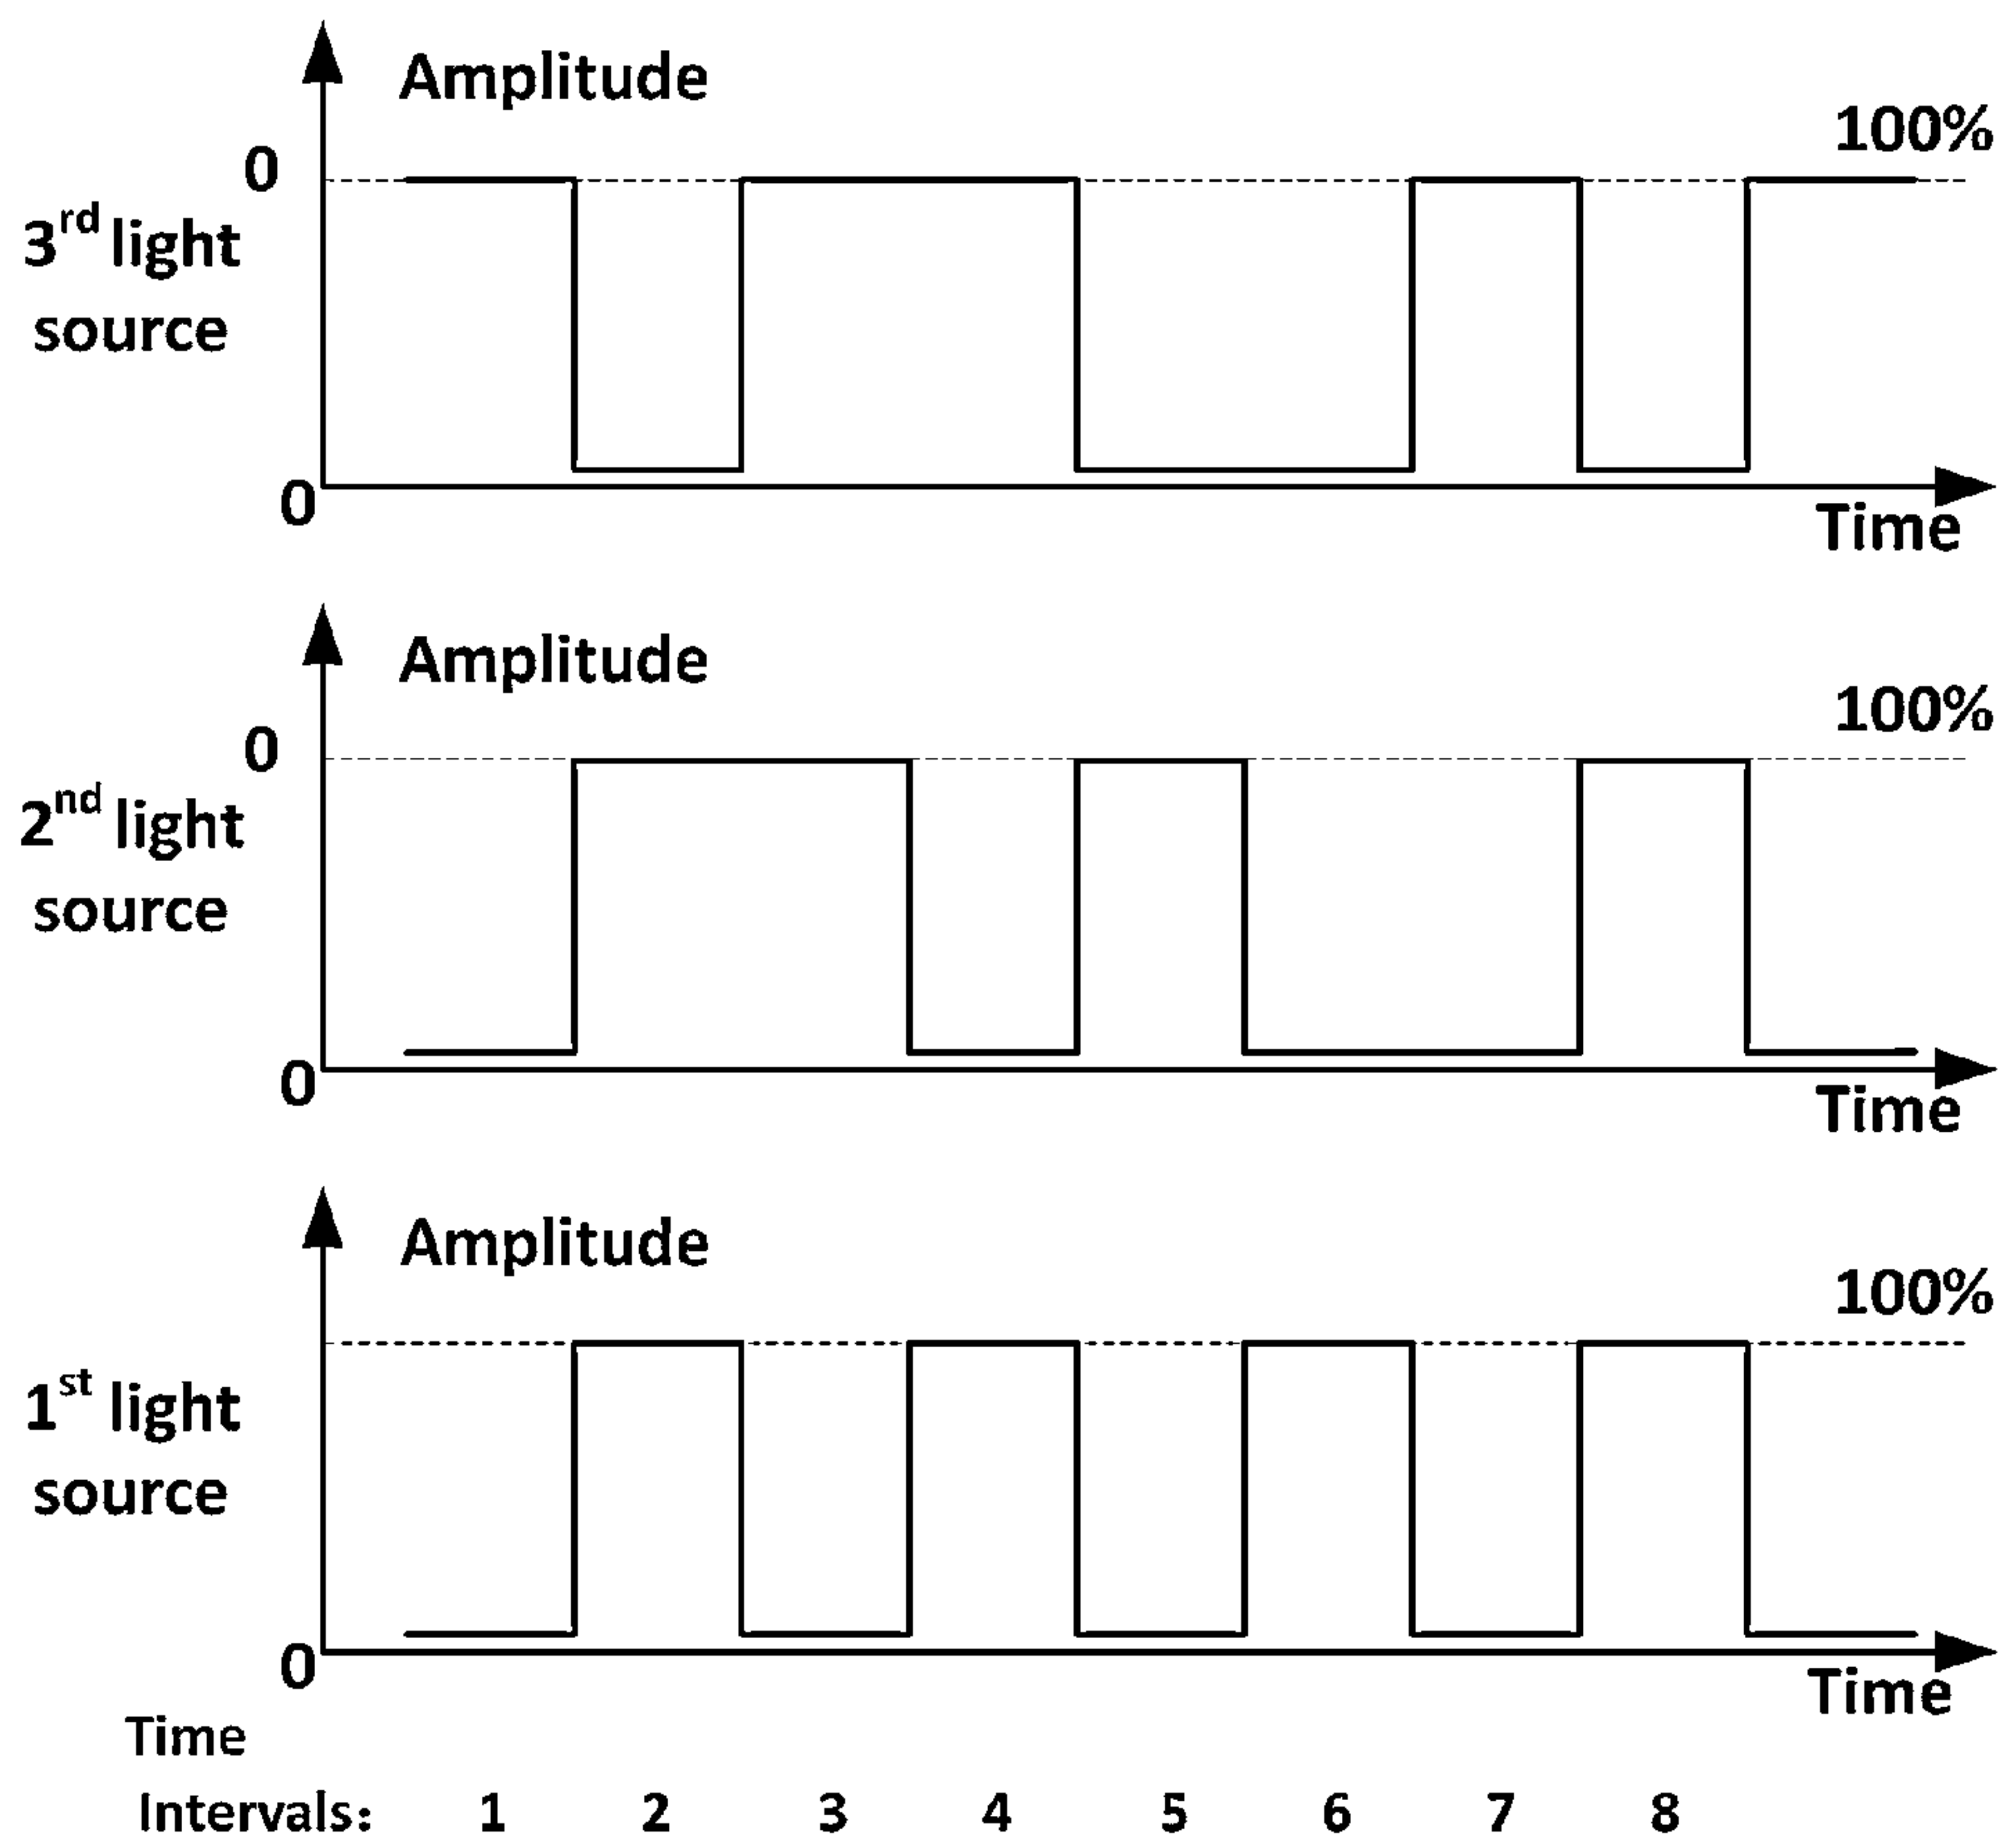 Amplitude
100%
0
3rd light
source
0
Time
Amplitude
100%
0
2nd light
source
0
Time
Amplitude
100%
1st light
source
0
Time
Time
Intervals: 1 2 3 4 5 6 7 8